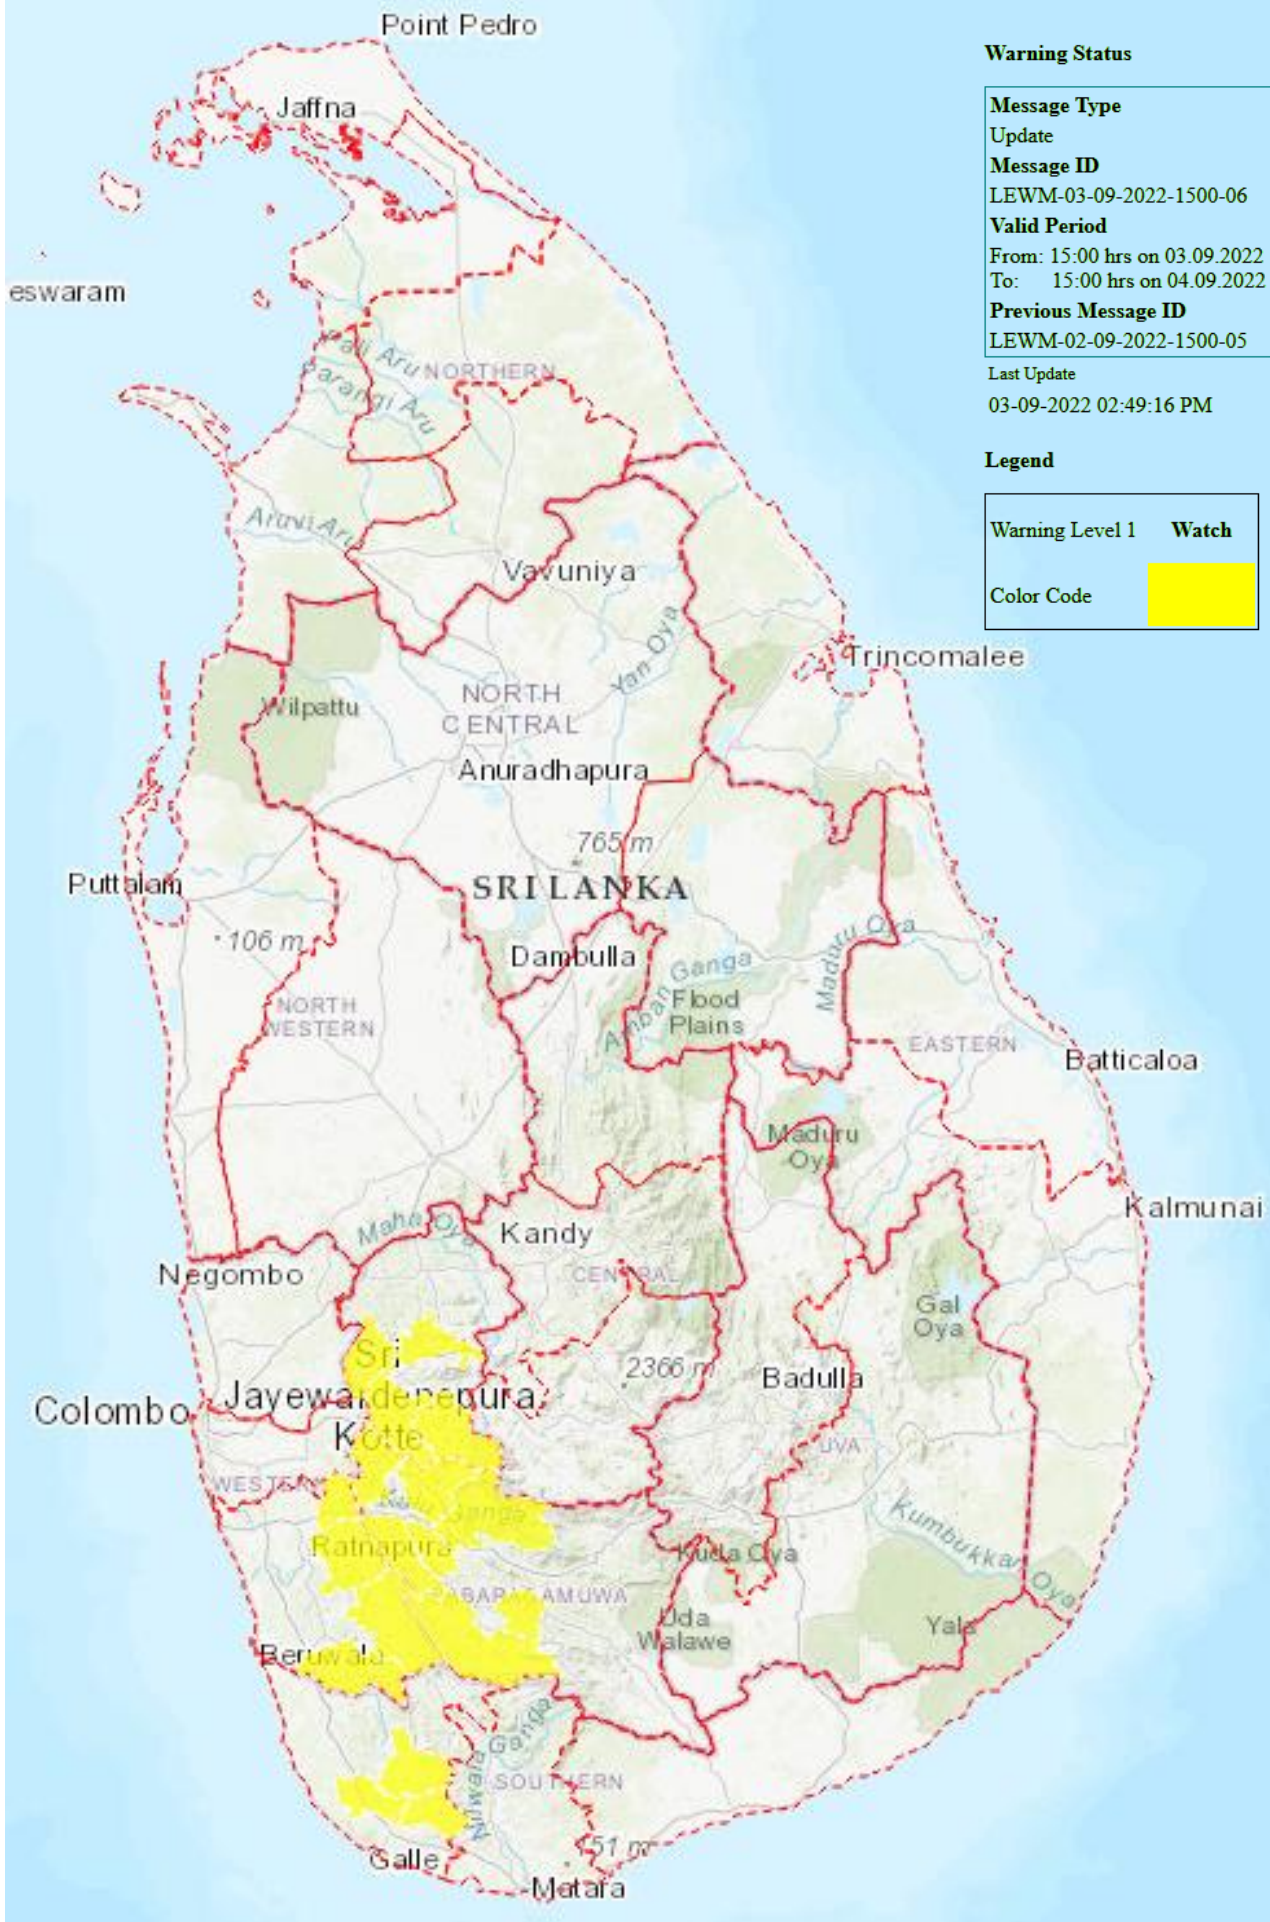 Point Pedro
Warning Status
Message Type
Update
Message ID
LEWM-03-09-2022-1500-06
Valid Period
From: 15:00 hrs on 03.09.2022
To: 15:00 hrs on 04.09.2022
Previous Message ID
LEWM-02-09-2022-1500-05
Last Update
03-09-2022 02:49:16 PM
Legend
Warning Level 1 Watch
Color Code
Jaffna
eswaram
Pali Aru
NORTHERN
Parangi Aru
Aruvi Aru
Vavuniya
Yan Oya
Trincomalee
Wilpattu
NORTH
CENTRAL
Anuradhapura
765 m
Puttalam
SRI LANKA
106 m
Dambulla
Maduru Oya
Amban Ganga
Flood
Plains
NORTH
WESTERN
EASTERN
Batticaloa
Maduru
Oya
Kalmunai
Maha Oya
Kandy
Negombo
CENTRAL
Gal
Oya
Sri
Jayewardenepura
Kotte
2366 m
Badulla
Colombo
UVA
WESTERN
Kalu Ganga
Kumbukkan Oya
Ratnapura
Kuda Oya
SABARAGAMUWA
Uda
Walawe
Yala
Beruwala
Nilwala Ganga
SOUTHERN
151 m
Galle
Matara